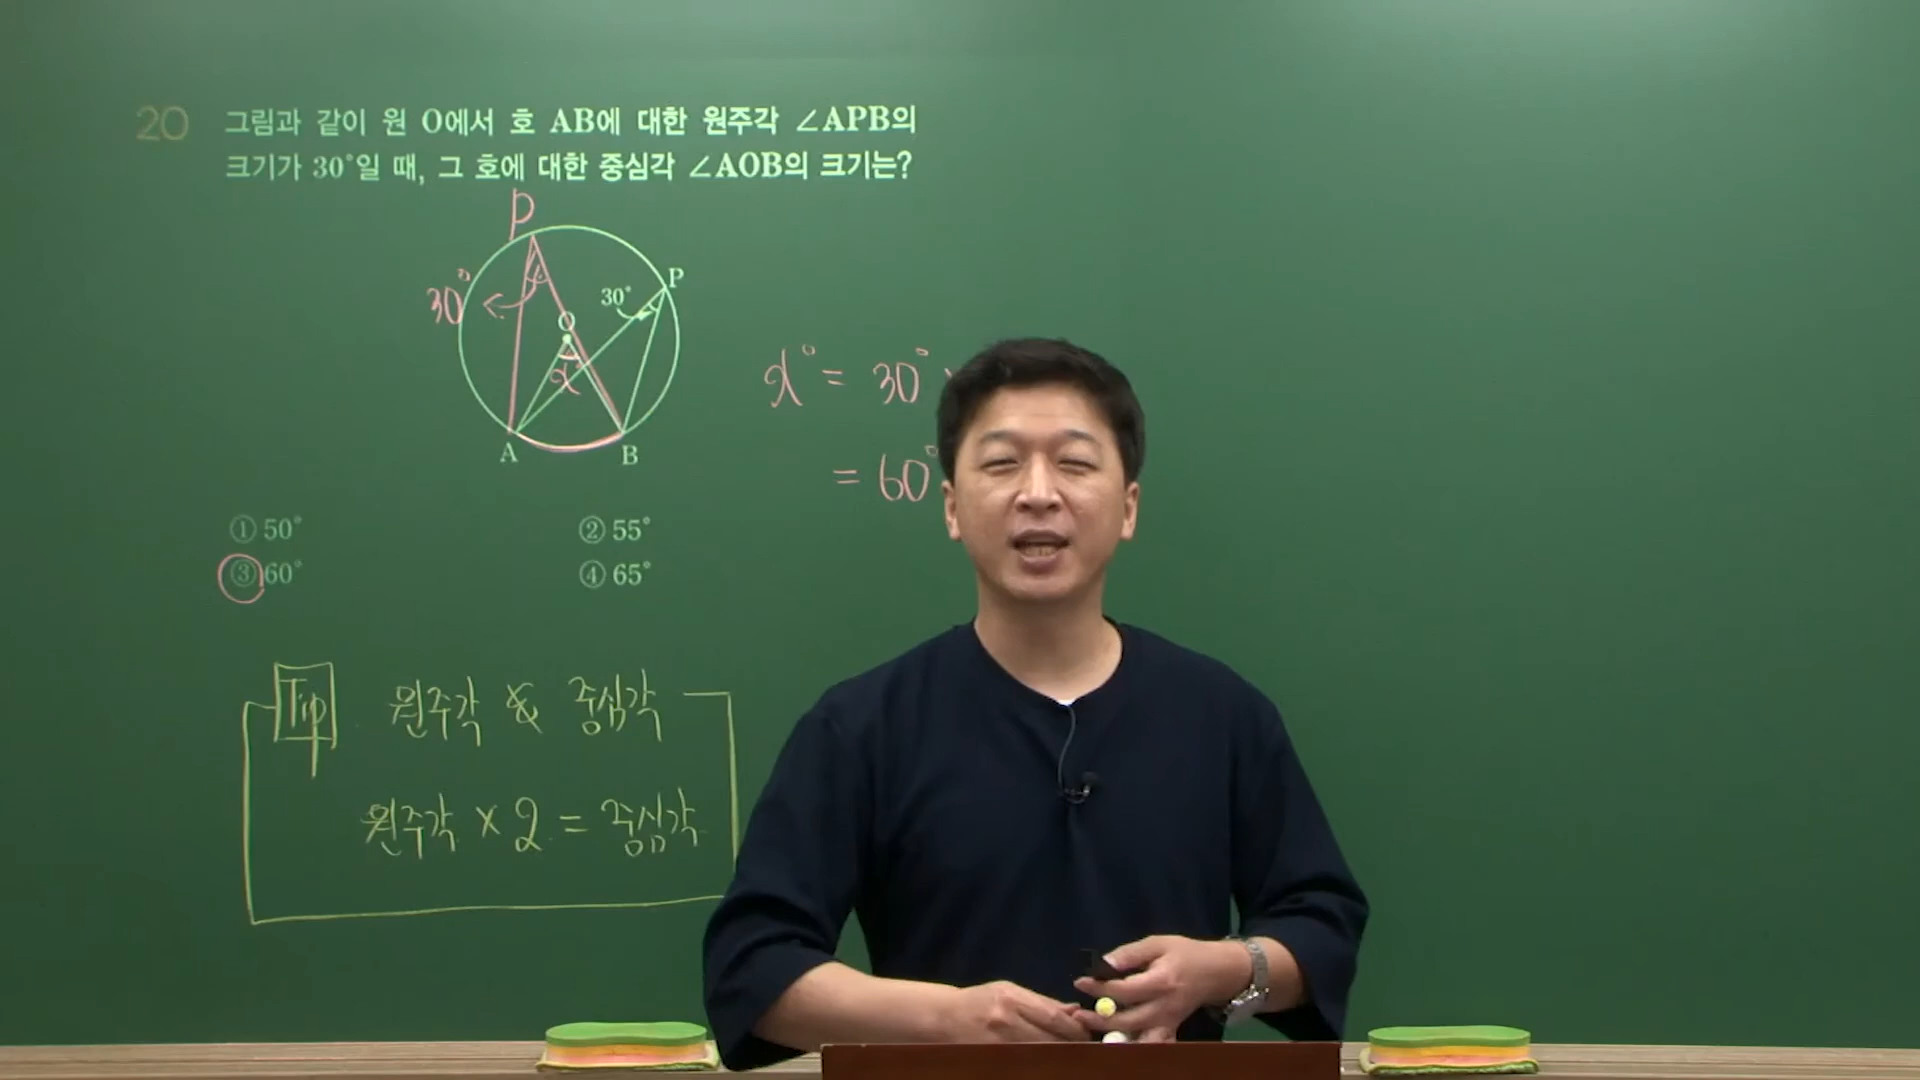 20 그림과 같이 원 O에서 호 AB에 대한 원주각 ∠APB의
크기가 30°일 때, 그 호에 대한 중심각 ∠AOB의 크기는?
P
P
30°
30°
O
x°
A B
x° = 30°
= 60°
① 50° ② 55°
③ 60° ④ 65°
Tip 원주각 & 중심각
원주각 × 2 = 중심각